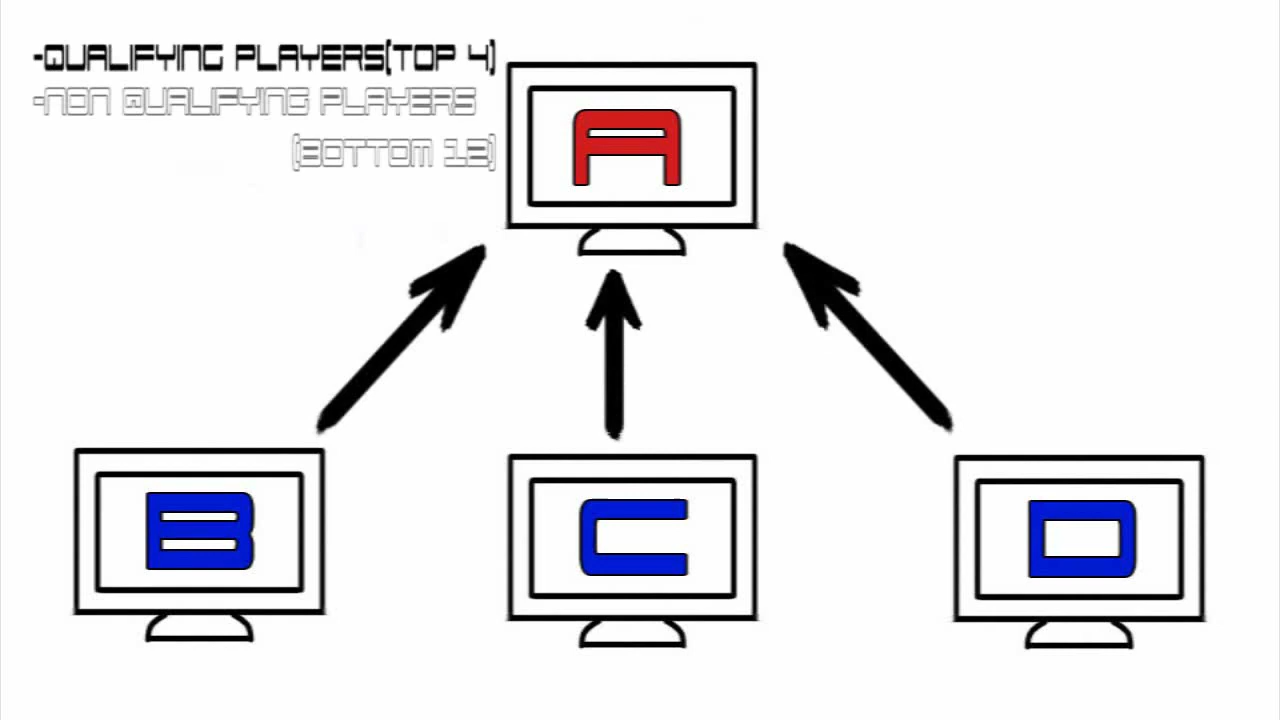 -QUALIFYING PLAYERS(TOP 4)
-NON QUALIFYING PLAYERS
(BOTTOM 12)
A
B
C
D